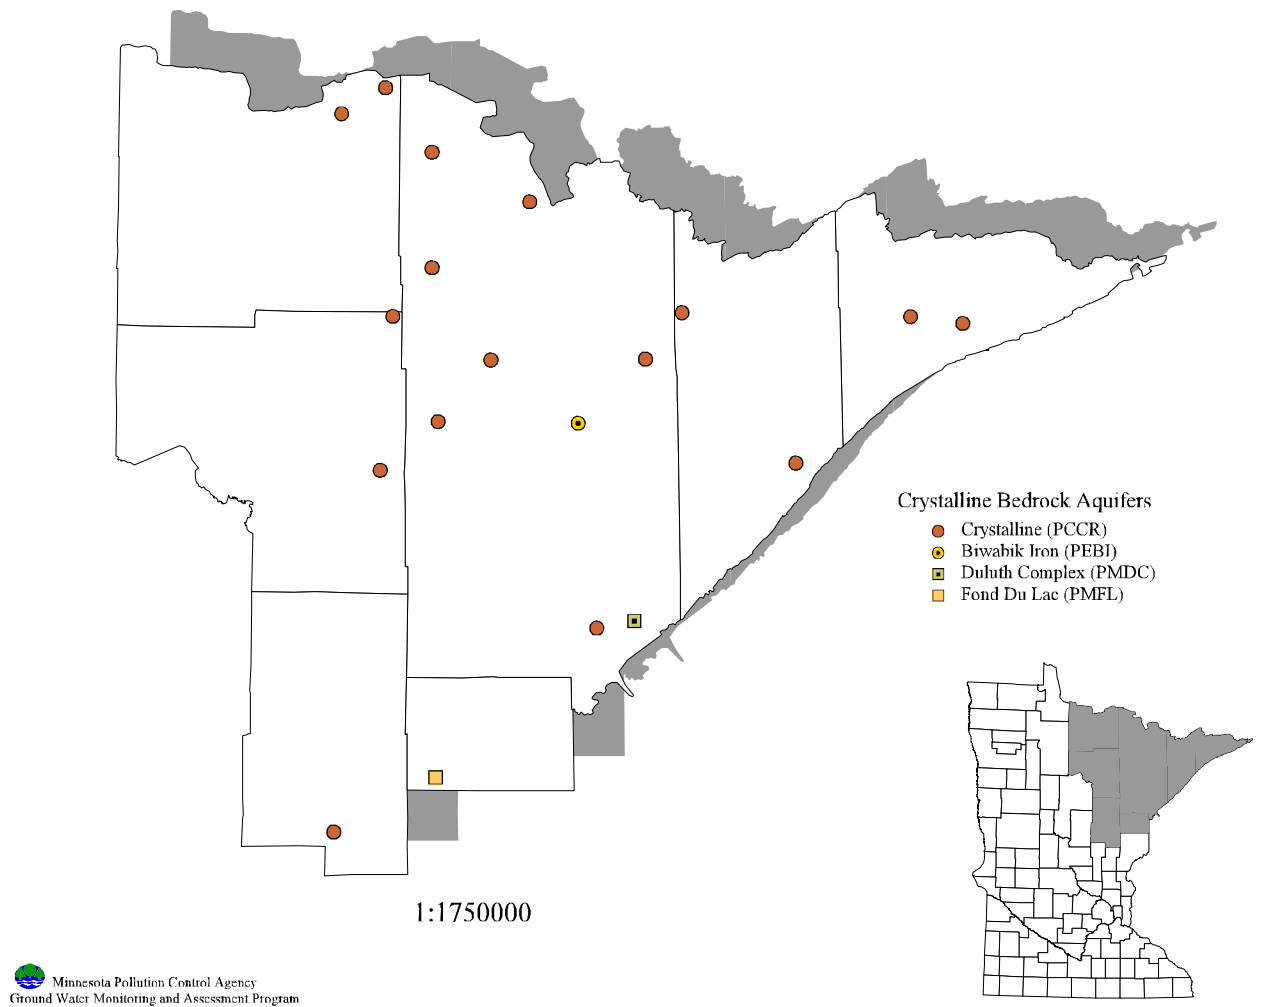 Crystalline Bedrock Aquifers
Crystalline (PCCR)
Biwabik Iron (PEBI)
Duluth Complex (PMDC)
Fond Du Lac (PMFL)
1:1750000
Minnesota Pollution Control Agency
Ground Water Monitoring and Assessment Program